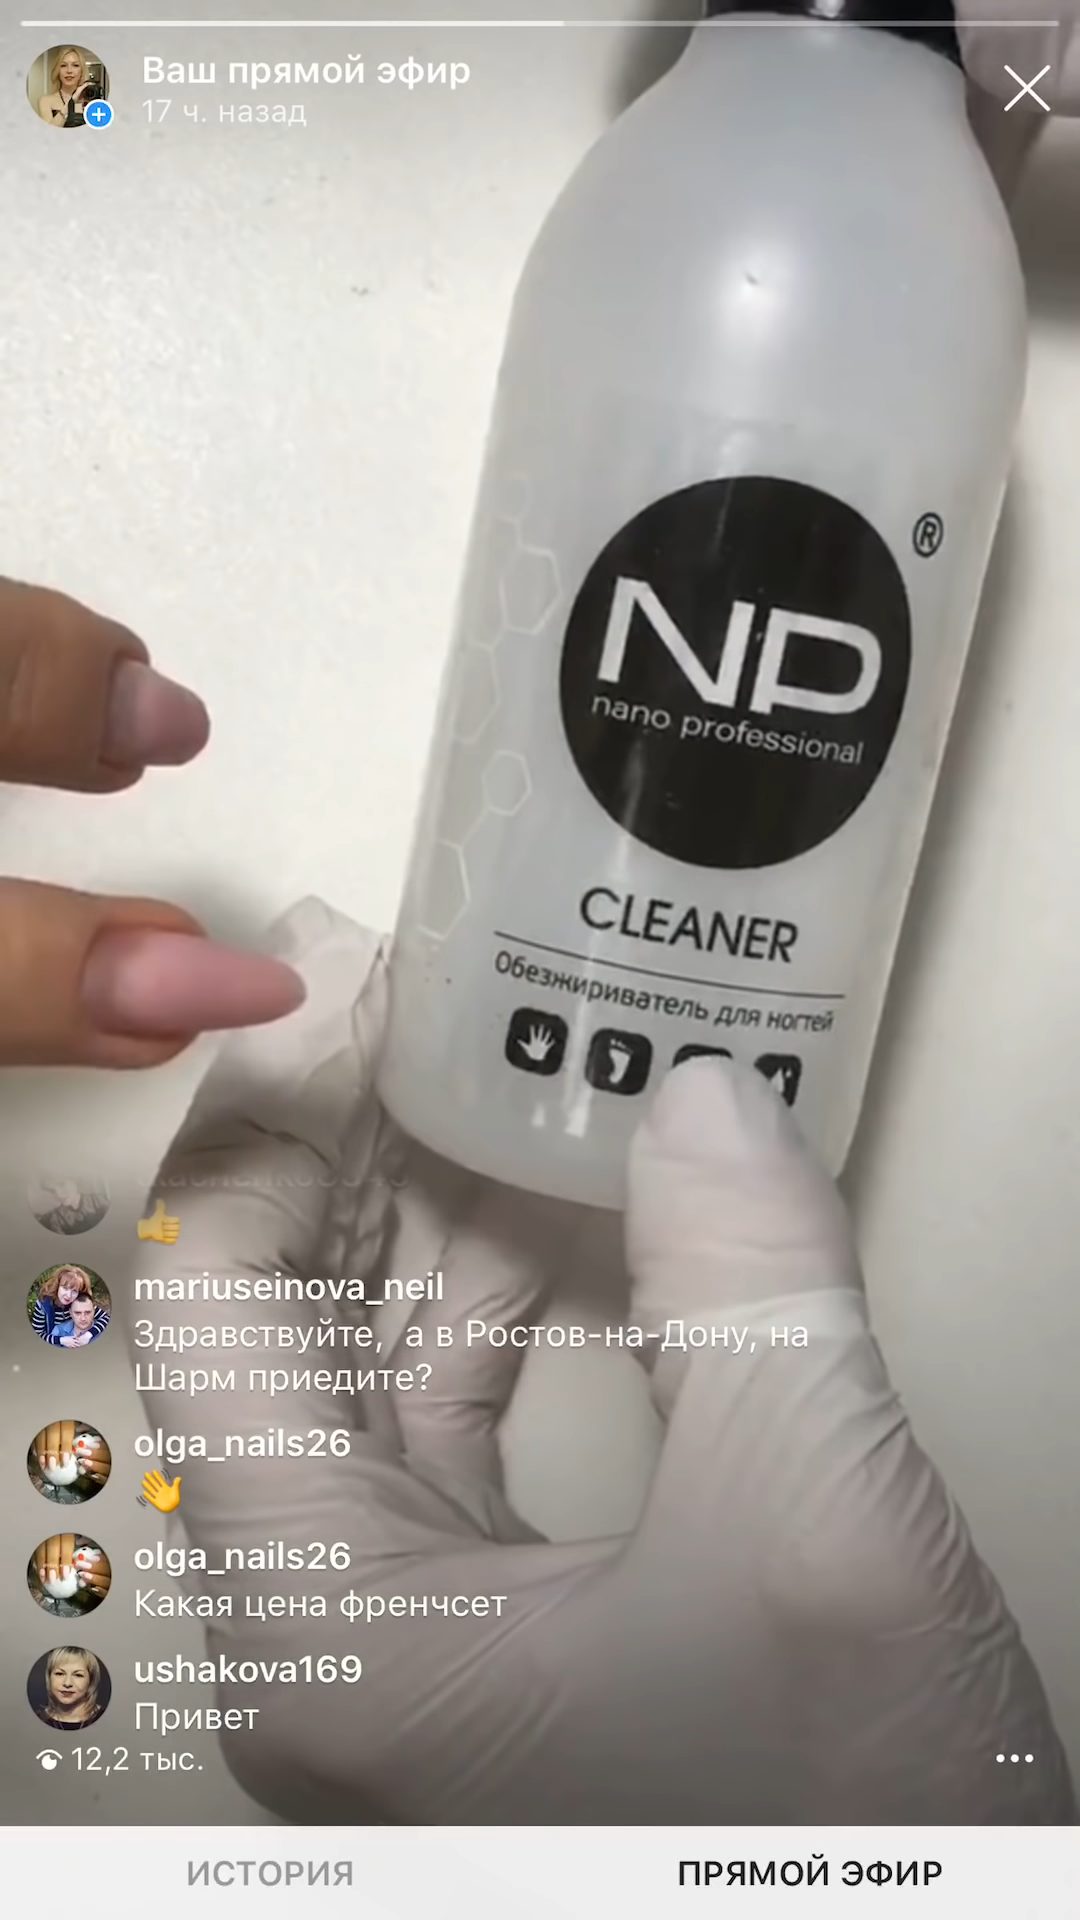 Ваш прямой эфир
17 ч. назад
®
NP
nano professional
CLEANER
Обезжириватель для ногтей
mariuseinova_neil
Здравствуйте, а в Ростов-на-Дону, на
Шарм приедите?
olga_nails26
olga_nails26
Какая цена френчсет
ushakova169
Привет
12,2 тыс.
ИСТОРИЯ
ПРЯМОЙ ЭФИР